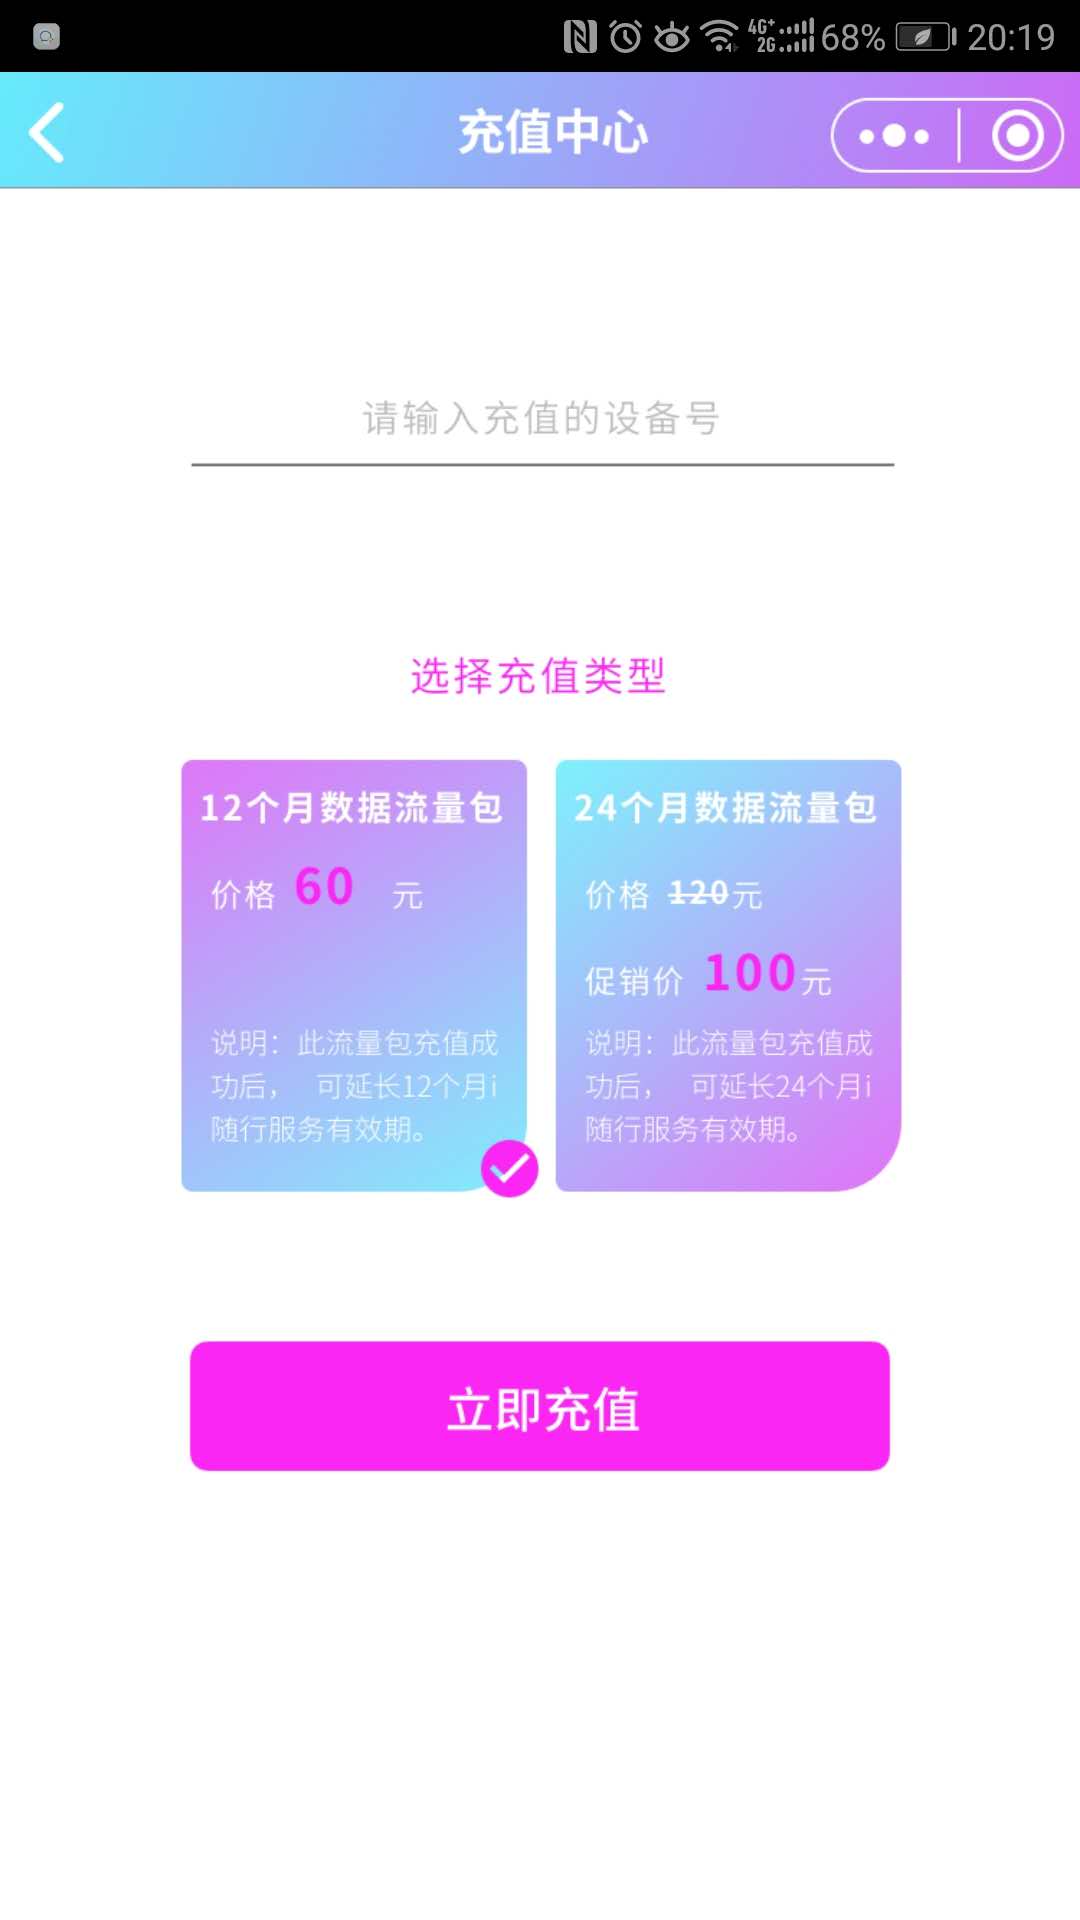 4G+ 2G 68% 20:19
充值中心
请输入充值的设备号
选择充值类型
12个月数据流量包
价格 60 元
说明：此流量包充值成
功后， 可延长12个月i
随行服务有效期。
24个月数据流量包
价格 120元
促销价 100元
说明：此流量包充值成
功后， 可延长24个月i
随行服务有效期。
立即充值